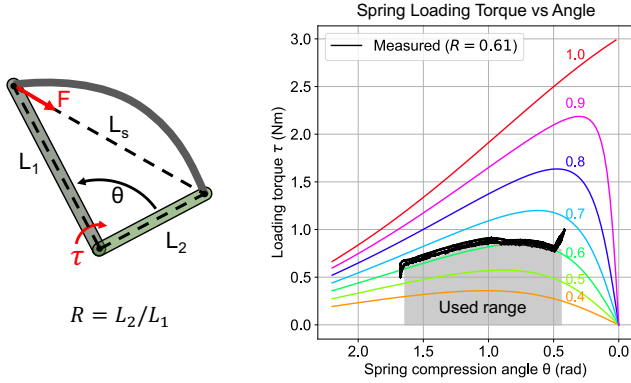 F
L₁
Lₛ
θ
τ
L₂
R = L₂/L₁
Spring Loading Torque vs Angle
Measured (R = 0.61)
Loading torque τ (Nm)
3.0
2.5
2.0
1.5
1.0
0.5
0.0
1.0
0.9
0.8
0.7
0.6
0.5
0.4
Used range
2.0 1.5 1.0 0.5 0.0
Spring compression angle θ (rad)